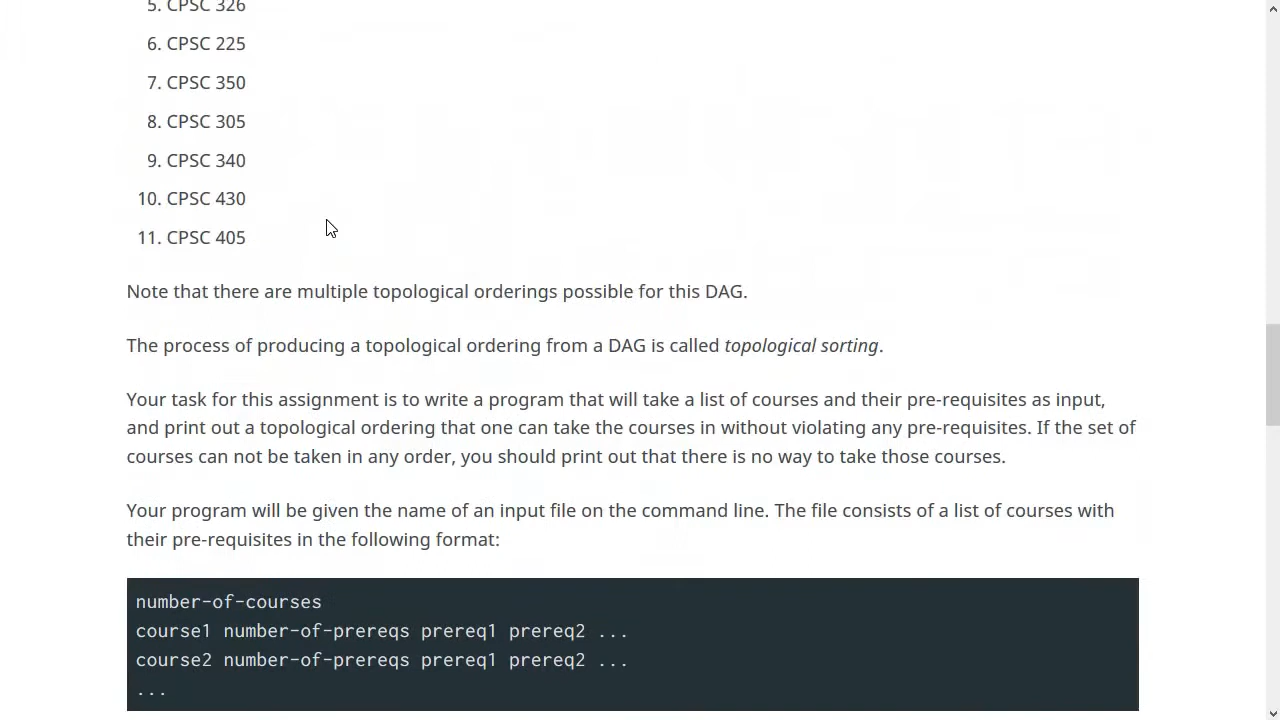 5. CPSC 326
6. CPSC 225
7. CPSC 350
8. CPSC 305
9. CPSC 340
10. CPSC 430
11. CPSC 405
Note that there are multiple topological orderings possible for this DAG.
The process of producing a topological ordering from a DAG is called topological sorting.
Your task for this assignment is to write a program that will take a list of courses and their pre-requisites as input,
and print out a topological ordering that one can take the courses in without violating any pre-requisites. If the set of
courses can not be taken in any order, you should print out that there is no way to take those courses.
Your program will be given the name of an input file on the command line. The file consists of a list of courses with
their pre-requisites in the following format:
number-of-courses
course1 number-of-prereqs prereq1 prereq2 ...
course2 number-of-prereqs prereq1 prereq2 ...
...